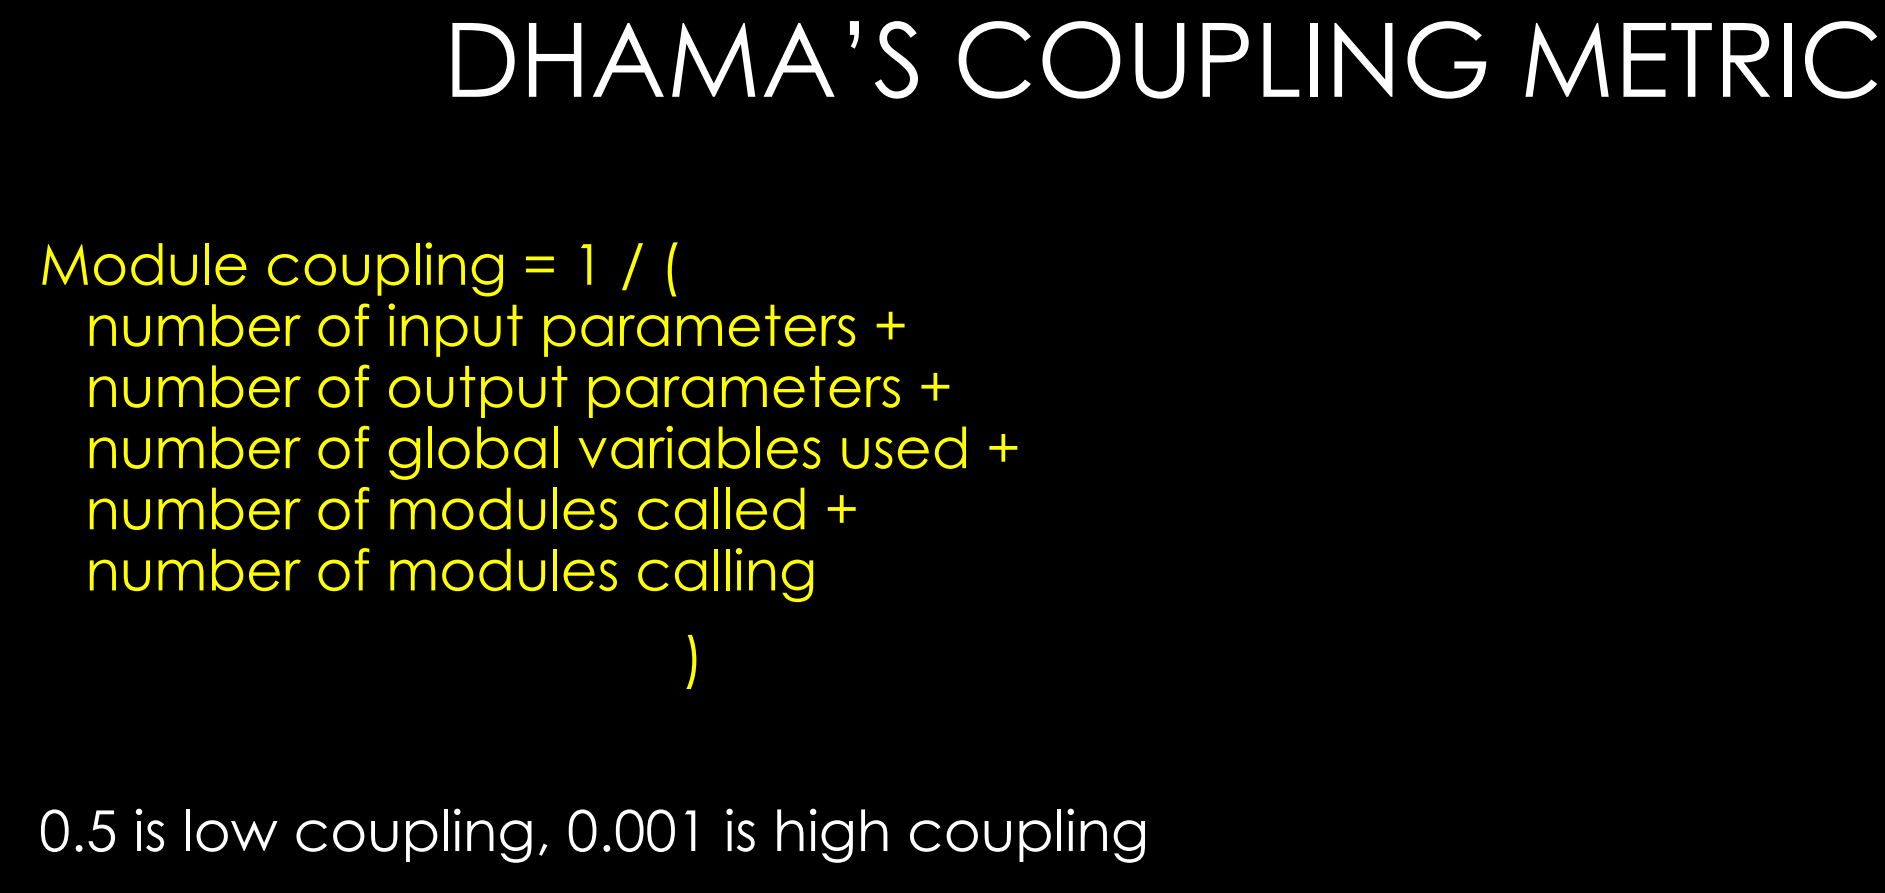 DHAMA’S COUPLING METRIC
Module coupling = 1 / (
number of input parameters +
number of output parameters +
number of global variables used +
number of modules called +
number of modules calling
)
0.5 is low coupling, 0.001 is high coupling